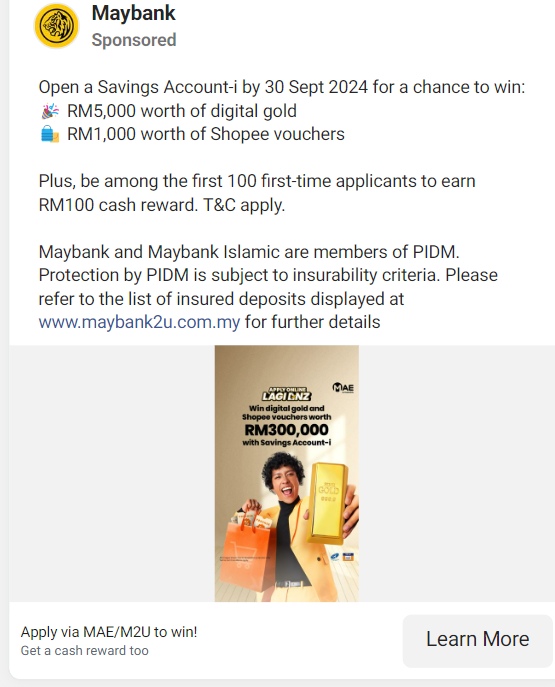 Maybank
Sponsored
Open a Savings Account-i by 30 Sept 2024 for a chance to win:
🎉 RM5,000 worth of digital gold
🛍️ RM1,000 worth of Shopee vouchers
Plus, be among the first 100 first-time applicants to earn
RM100 cash reward. T&C apply.
Maybank and Maybank Islamic are members of PIDM.
Protection by PIDM is subject to insurability criteria. Please
refer to the list of insured deposits displayed at
www.maybank2u.com.my for further details
APPLY ONLINE
LAGI BNZ
MAE
Win digital gold and
Shopee vouchers worth
RM300,000
with Savings Account-i
GOLD
Apply via MAE/M2U to win!
Get a cash reward too
Learn More